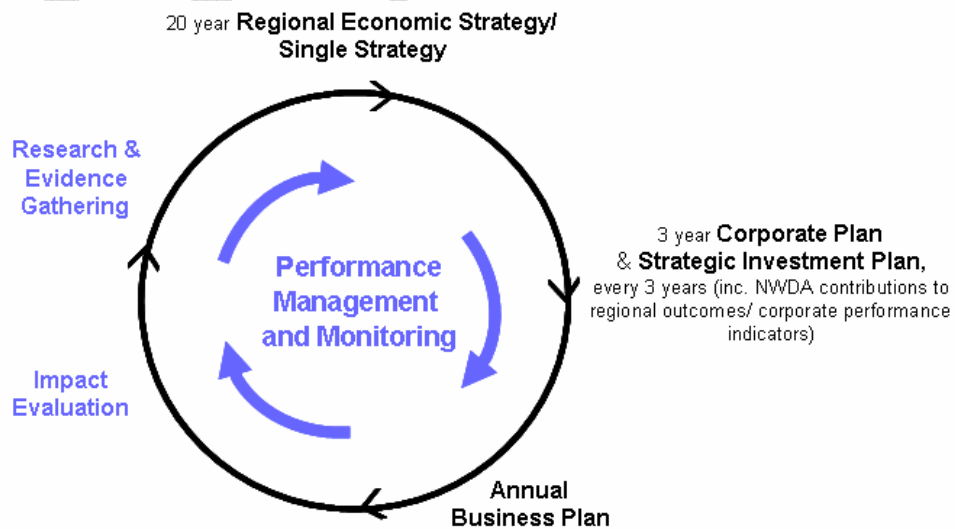 20 year Regional Economic Strategy/
Single Strategy
Research &
Evidence
Gathering
3 year Corporate Plan
& Strategic Investment Plan,
every 3 years (inc. NWDA contributions to
regional outcomes/ corporate performance
indicators)
Performance
Management
and Monitoring
Impact
Evaluation
Annual
Business Plan